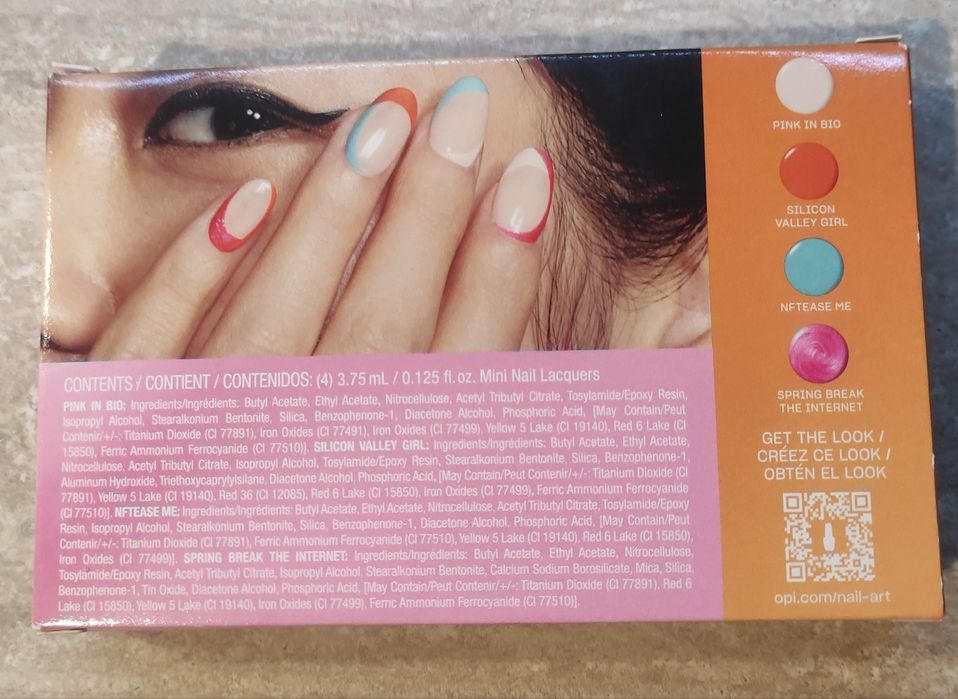 PINK IN BIO
SILICON
VALLEY GIRL
NFTEASE ME
SPRING BREAK
THE INTERNET
GET THE LOOK /
CRÉEZ CE LOOK /
OBTÉN EL LOOK
opi.com/nail-art
CONTENTS / CONTIENT / CONTENIDOS: (4) 3.75 mL / 0.125 fl. oz. Mini Nail Lacquers
PINK IN BIO: Ingredients/Ingrédients: Butyl Acetate, Ethyl Acetate, Nitrocellulose, Acetyl Tributyl Citrate, Tosylamide/Epoxy Resin,
Isopropyl Alcohol, Stearalkonium Bentonite, Silica, Benzophenone-1, Diacetone Alcohol, Phosphoric Acid, [May Contain/Peut
Contenir/+/-: Titanium Dioxide (CI 77891), Iron Oxides (CI 77491), Iron Oxides (CI 77499), Yellow 5 Lake (CI 19140), Red 6 Lake (CI
15850), Ferric Ammonium Ferrocyanide (CI 77510)]. SILICON VALLEY GIRL: Ingredients/Ingrédients: Butyl Acetate, Ethyl Acetate,
Nitrocellulose, Acetyl Tributyl Citrate, Isopropyl Alcohol, Tosylamide/Epoxy Resin, Stearalkonium Bentonite, Silica, Benzophenone-1,
Aluminum Hydroxide, Triethoxycaprylylsilane, Diacetone Alcohol, Phosphoric Acid, [May Contain/Peut Contenir/+/-: Titanium Dioxide (CI
77891), Yellow 5 Lake (CI 19140), Red 36 (CI 12085), Red 6 Lake (CI 15850), Iron Oxides (CI 77499), Ferric Ammonium Ferrocyanide
(CI 77510)]. NFTEASE ME: Ingredients/Ingrédients: Butyl Acetate, Ethyl Acetate, Nitrocellulose, Acetyl Tributyl Citrate, Tosylamide/Epoxy
Resin, Isopropyl Alcohol, Stearalkonium Bentonite, Silica, Benzophenone-1, Diacetone Alcohol, Phosphoric Acid, [May Contain/Peut
Contenir/+/-: Titanium Dioxide (CI 77891), Ferric Ammonium Ferrocyanide (CI 77510), Yellow 5 Lake (CI 19140), Red 6 Lake (CI 15850),
Iron Oxides (CI 77499)]. SPRING BREAK THE INTERNET: Ingredients/Ingrédients: Butyl Acetate, Ethyl Acetate, Nitrocellulose,
Tosylamide/Epoxy Resin, Acetyl Tributyl Citrate, Isopropyl Alcohol, Stearalkonium Bentonite, Calcium Sodium Borosilicate, Mica, Silica,
Benzophenone-1, Tin Oxide, Diacetone Alcohol, Phosphoric Acid, [May Contain/Peut Contenir/+/-: Titanium Dioxide (CI 77891), Red 6
Lake (CI 15850), Yellow 5 Lake (CI 19140), Iron Oxides (CI 77499), Ferric Ammonium Ferrocyanide (CI 77510)].